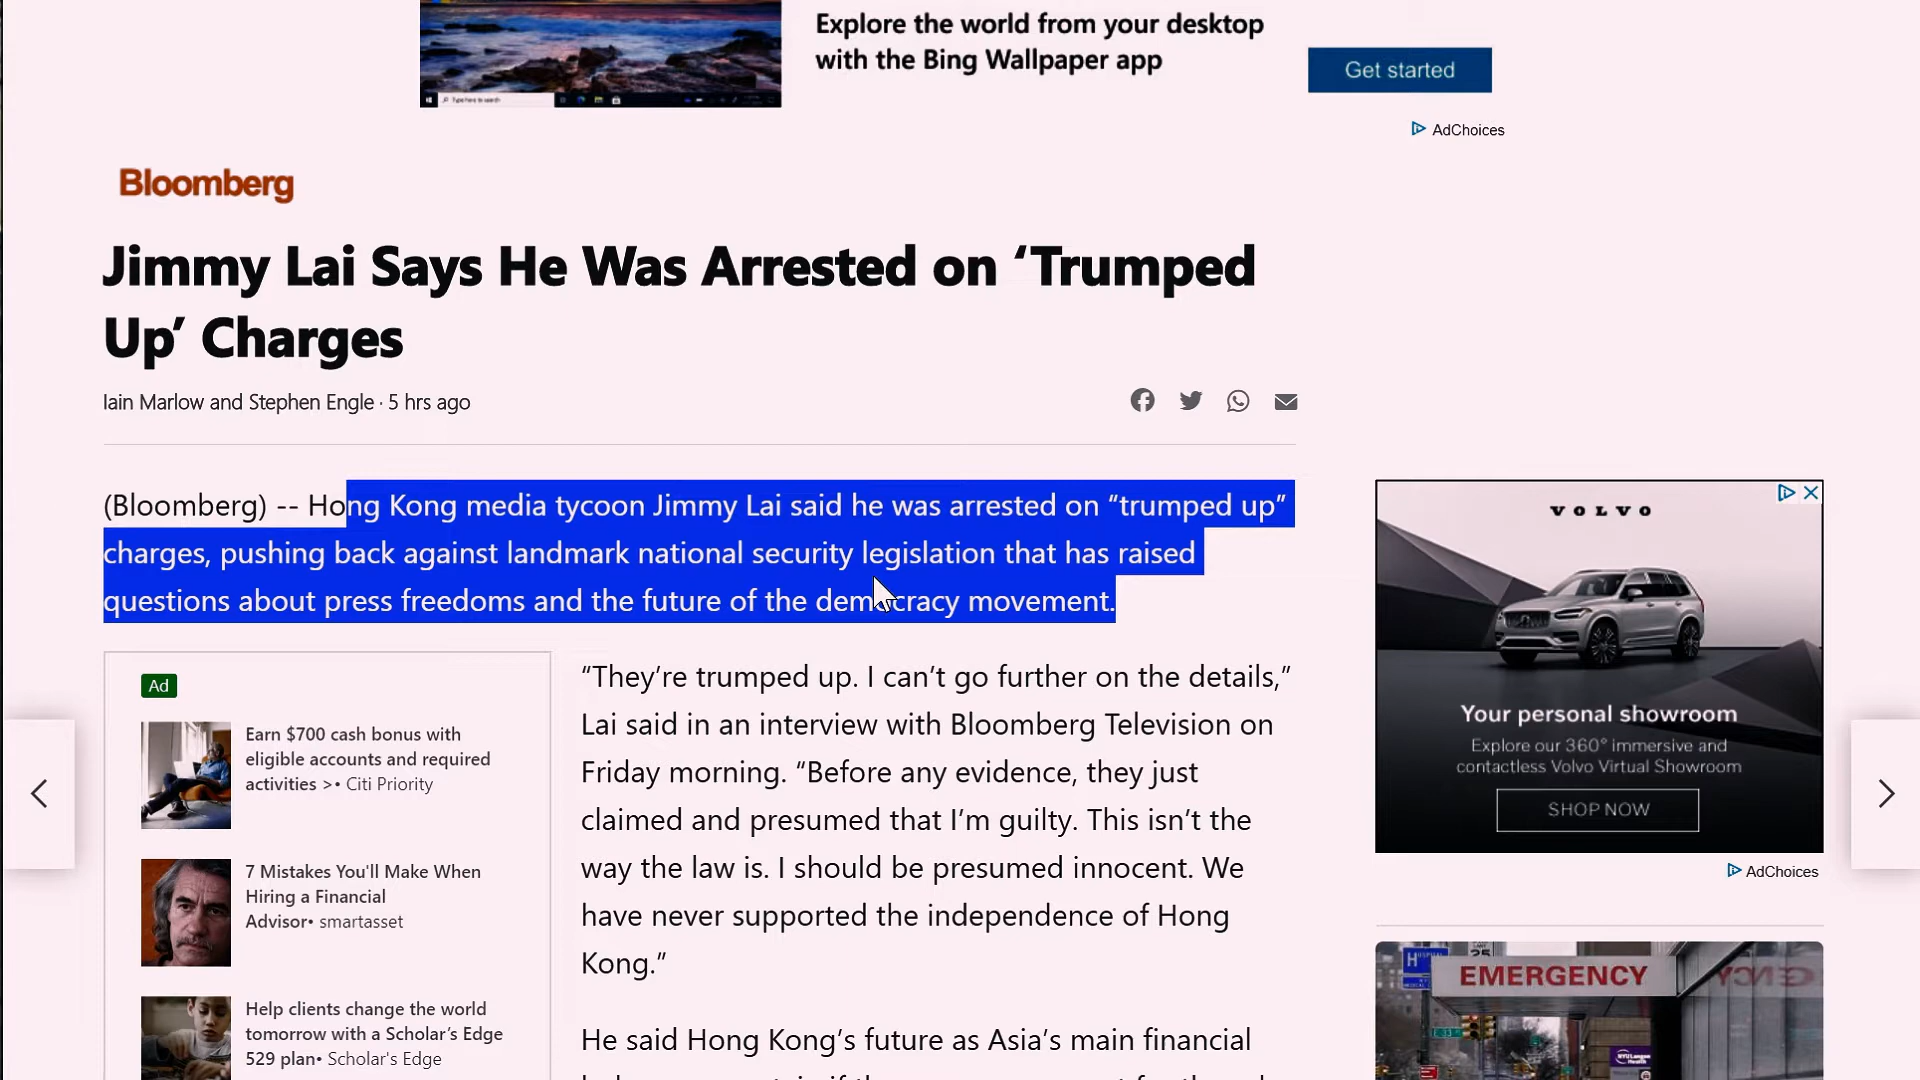 Explore the world from your desktop
with the Bing Wallpaper app
Get started
AdChoices
Type here to search
Bloomberg
Jimmy Lai Says He Was Arrested on ‘Trumped
Up’ Charges
Iain Marlow and Stephen Engle · 5 hrs ago
(Bloomberg) -- Hong Kong media tycoon Jimmy Lai said he was arrested on “trumped up”
charges, pushing back against landmark national security legislation that has raised
questions about press freedoms and the future of the democracy movement.
Ad
Earn $700 cash bonus with
eligible accounts and required
activities >• Citi Priority
7 Mistakes You'll Make When
Hiring a Financial
Advisor• smartasset
Help clients change the world
tomorrow with a Scholar’s Edge
529 plan• Scholar's Edge
“They’re trumped up. I can’t go further on the details,”
Lai said in an interview with Bloomberg Television on
Friday morning. “Before any evidence, they just
claimed and presumed that I’m guilty. This isn’t the
way the law is. I should be presumed innocent. We
have never supported the independence of Hong
Kong.”
He said Hong Kong’s future as Asia’s main financial
VOLVO
Your personal showroom
Explore our 360° immersive and
contactless Volvo Virtual Showroom
SHOP NOW
AdChoices
EMERGENCY